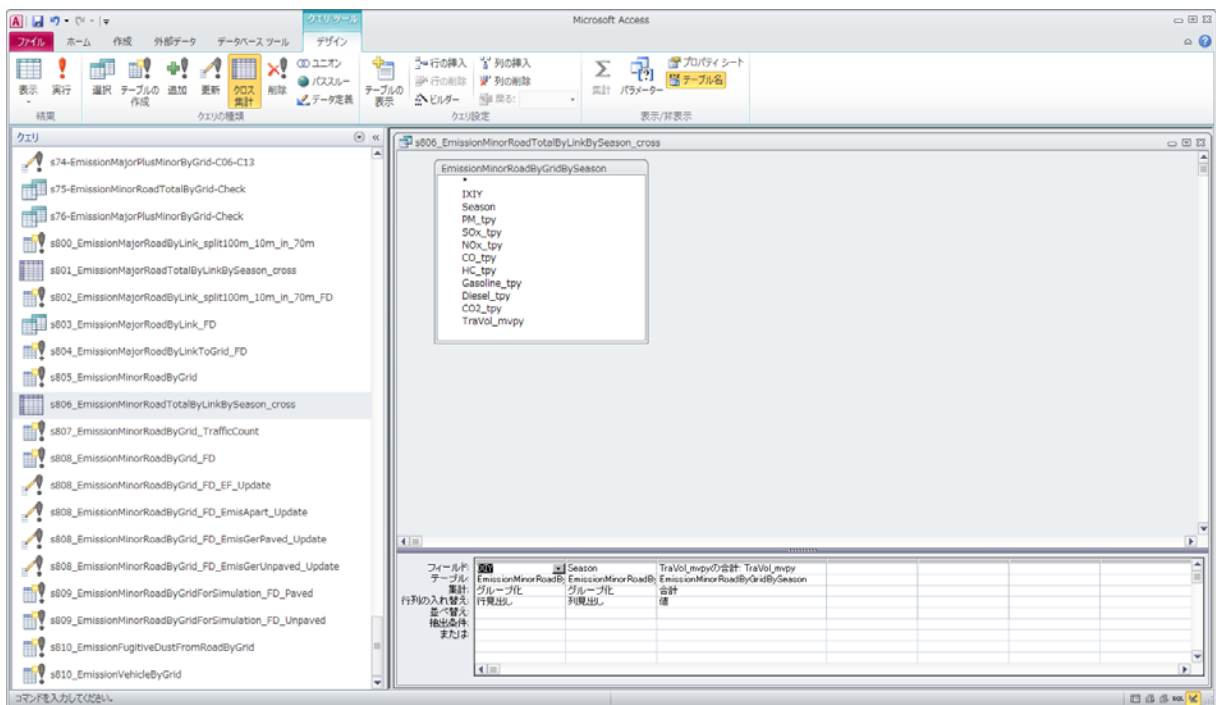 クエリ ツール
Microsoft Access
ファイル ホーム 作成 外部データ データベース ツール デザイン
表示 実行 選択 テーブルの作成 追加 更新 クロス集計 削除
ユニオン
パススルー
データ定義
テーブルの表示
行の挿入
行の削除
ビルダー
列の挿入
列の削除
戻る:
集計 パラメーター
プロパティ シート
テーブル名
結果 クエリの種類 クエリ設定 表示/非表示
クエリ
s74-EmissionMajorPlusMinorByGrid-C06-C13
s75-EmissionMinorRoadTotalByGrid-Check
s76-EmissionMajorPlusMinorByGrid-Check
s800_EmissionMajorRoadByLink_split100m_10m_in_70m
s801_EmissionMajorRoadTotalByLinkBySeason_cross
s802_EmissionMajorRoadByLink_split100m_10m_in_70m_FD
s803_EmissionMajorRoadByLink_FD
s804_EmissionMajorRoadByLinkToGrid_FD
s805_EmissionMinorRoadByGrid
s806_EmissionMinorRoadTotalByLinkBySeason_cross
s807_EmissionMinorRoadByGrid_TrafficCount
s808_EmissionMinorRoadByGrid_FD
s808_EmissionMinorRoadByGrid_FD_EF_Update
s808_EmissionMinorRoadByGrid_FD_EmisApart_Update
s808_EmissionMinorRoadByGrid_FD_EmisGerPaved_Update
s808_EmissionMinorRoadByGrid_FD_EmisGerUnpaved_Update
s809_EmissionMinorRoadByGridForSimulation_FD_Paved
s809_EmissionMinorRoadByGridForSimulation_FD_Unpaved
s810_EmissionFugitiveDustFromRoadByGrid
s810_EmissionVehicleByGrid
s806_EmissionMinorRoadTotalByLinkBySeason_cross
EmissionMinorRoadByGridBySeason
*
IXIY
Season
PM_tpy
SOx_tpy
NOx_tpy
CO_tpy
HC_tpy
Gasoline_tpy
Diesel_tpy
CO2_tpy
TraVol_mvpy
フィールド: IXIY Season TraVol_mvpyの合計: TraVol_mvpy
テーブル: EmissionMinorRoadBy EmissionMinorRoadBy EmissionMinorRoadByGridBySeason
集計: グループ化 グループ化 合計
行列の入れ替え: 行見出し 列見出し 値
並べ替え:
抽出条件:
または:
コマンドを入力してください。
SQL